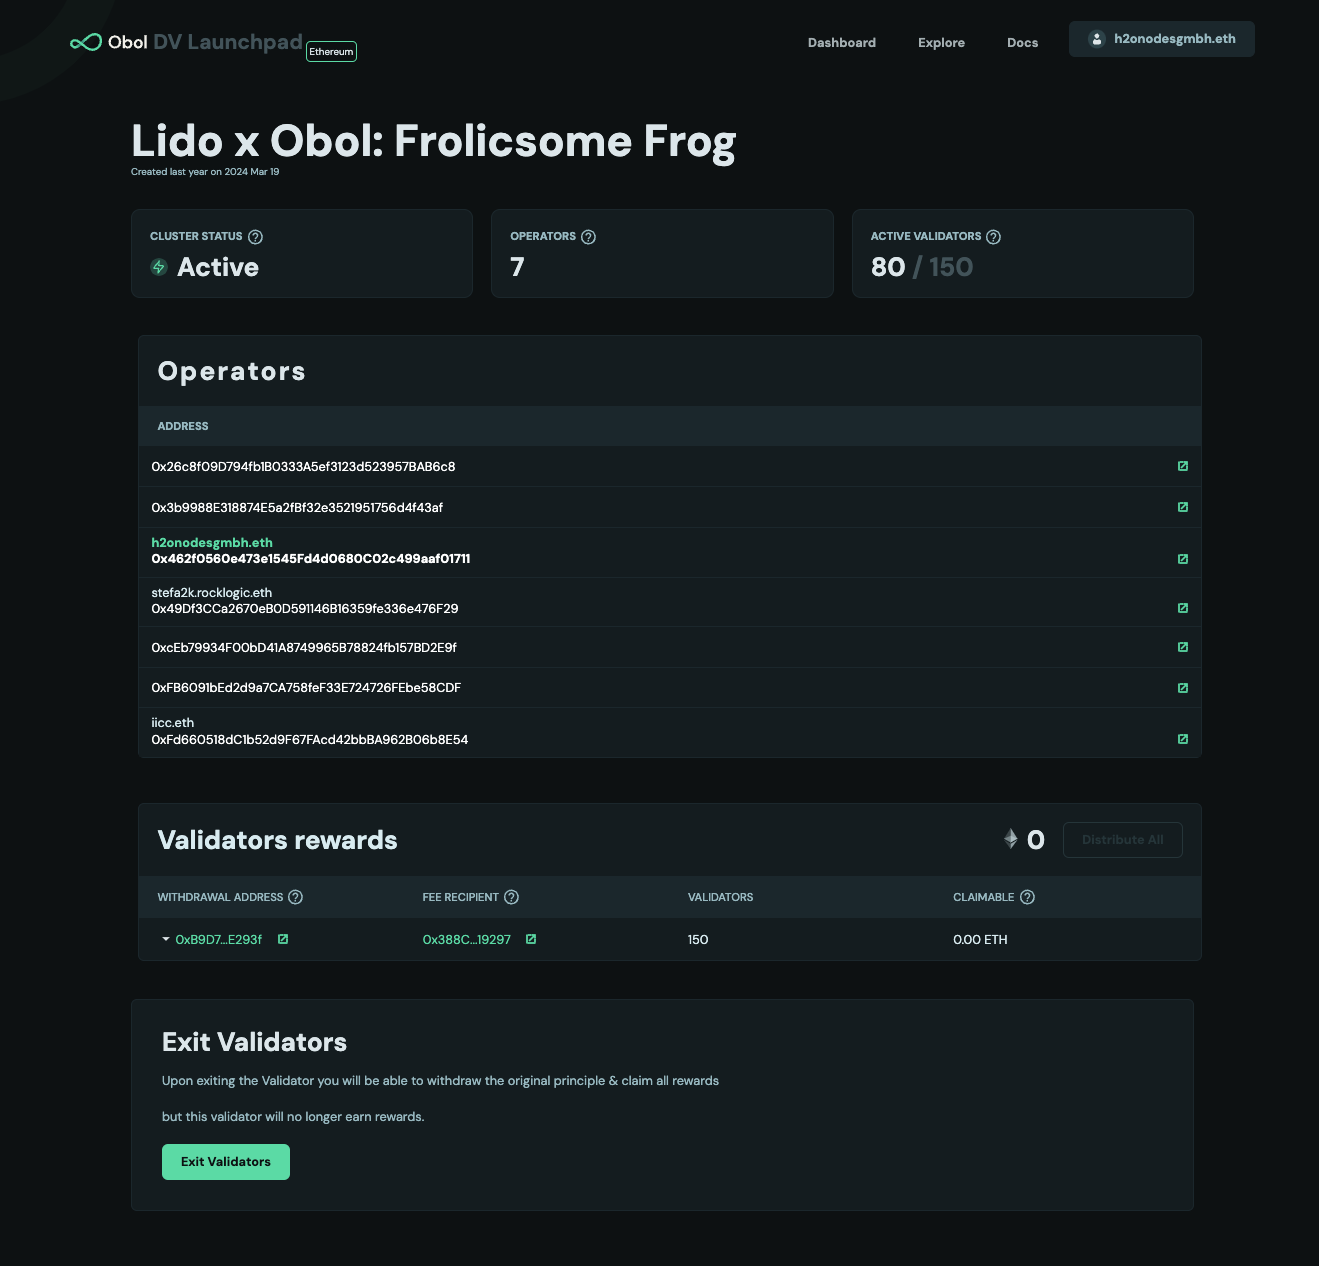 Obol DV Launchpad Ethereum
Dashboard
Explore
Docs
h2onodesgmbh.eth
Lido x Obol: Frolicsome Frog
Created last year on 2024 Mar 19
CLUSTER STATUS
Active
OPERATORS
7
ACTIVE VALIDATORS
80 / 150
Operators
ADDRESS
0x26c8f09D794fb1B0333A5ef3123d523957BAB6c8
0x3b9988E318874E5a2fBf32e3521951756d4f43af
h2onodesgmbh.eth
0x462f0560e473e1545Fd4d0680C02c499aaf01711
stefa2k.rocklogic.eth
0x49Df3CCa2670eB0D591146B16359fe336e476F29
0xcEb79934F00bD41A8749965B78824fb157BD2E9f
0xFB6091bEd2d9a7CA758feF33E724726FEbe58CDF
iicc.eth
0xFd660518dC1b52d9F67FAcd42bbBA962B06b8E54
Validators rewards
0
Distribute All
WITHDRAWAL ADDRESS
FEE RECIPIENT
VALIDATORS
CLAIMABLE
0xB9D7...E293f
0x388C...19297
150
0.00 ETH
Exit Validators
Upon exiting the Validator you will be able to withdraw the original principle & claim all rewards
but this validator will no longer earn rewards.
Exit Validators